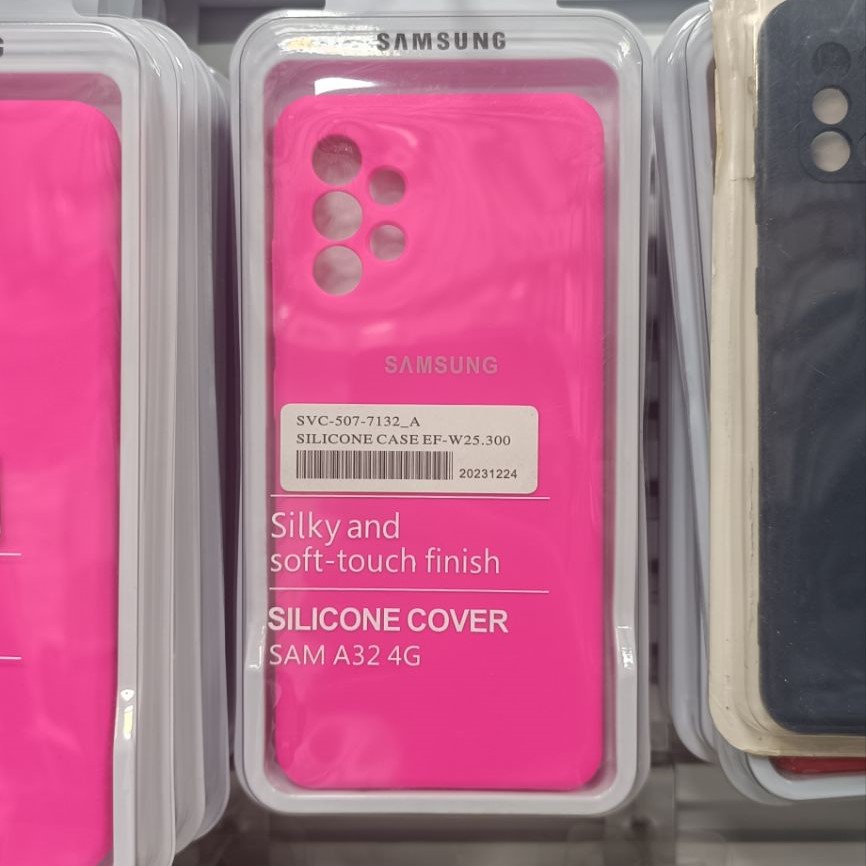 SAMSUNG
SAMSUNG
SVC-507-7132_A
SILICONE CASE EF-W25.300
20231224
Silky and
soft-touch finish
SILICONE COVER
SAM A32 4G